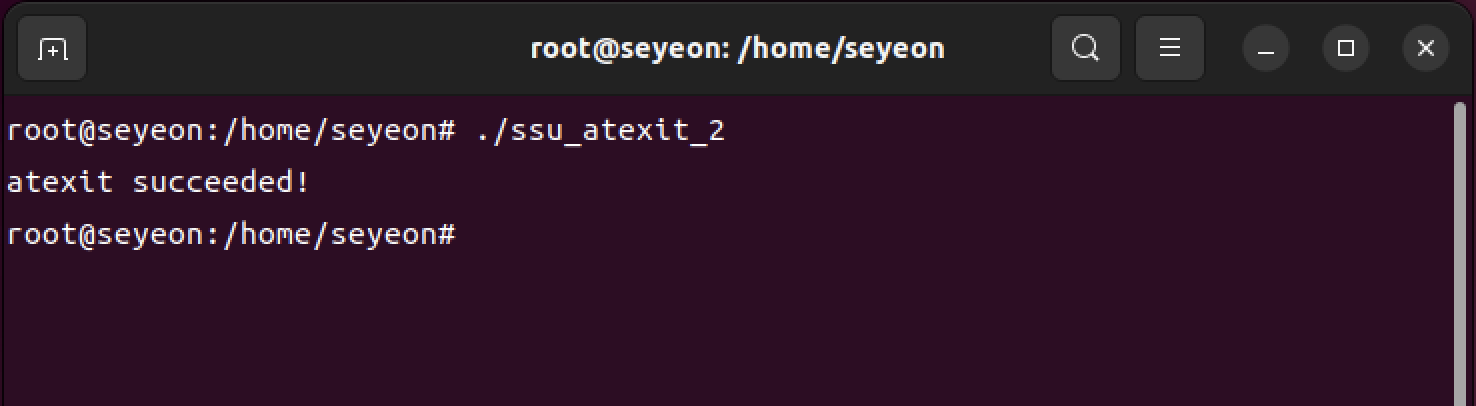 root@seyeon: /home/seyeon
root@seyeon:/home/seyeon# ./ssu_atexit_2
atexit succeeded!
root@seyeon:/home/seyeon#